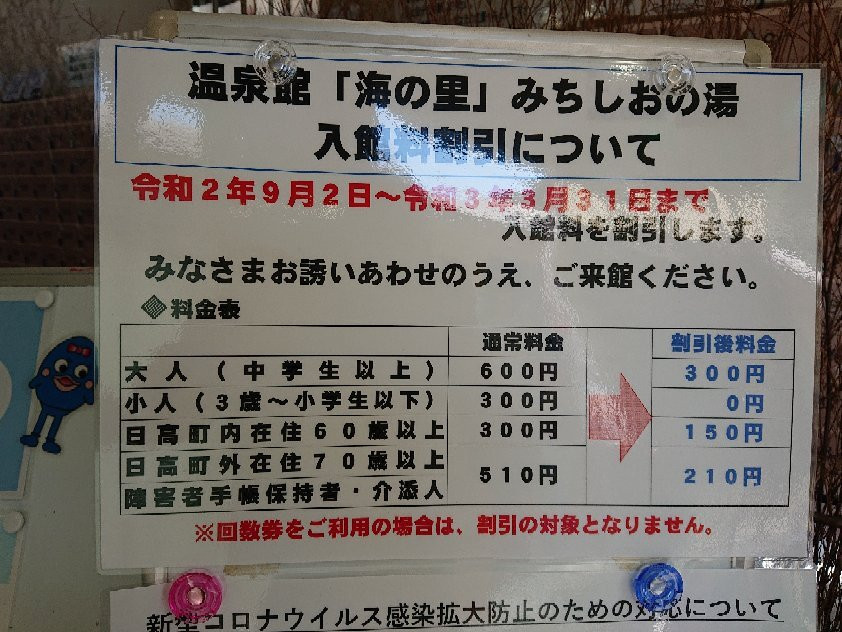 温泉館「海の里」みちしおの湯
入館料割引について
令和2年9月2日～令和3年3月31日まで
入館料を割引します。
みなさまお誘いあわせのうえ、ご来館ください。
料金表
通常料金 割引後料金
大人(中学生以上) 600円 300円
小人(3歳～小学生以下) 300円 0円
日高町内在住60歳以上 300円 150円
日高町外在住70歳以上 510円 210円
障害者手帳保持者・介派人
※回数券をご利用の場合は、割引の対象となりません。
新型コロナウイルス感染拡大防止のための対応について